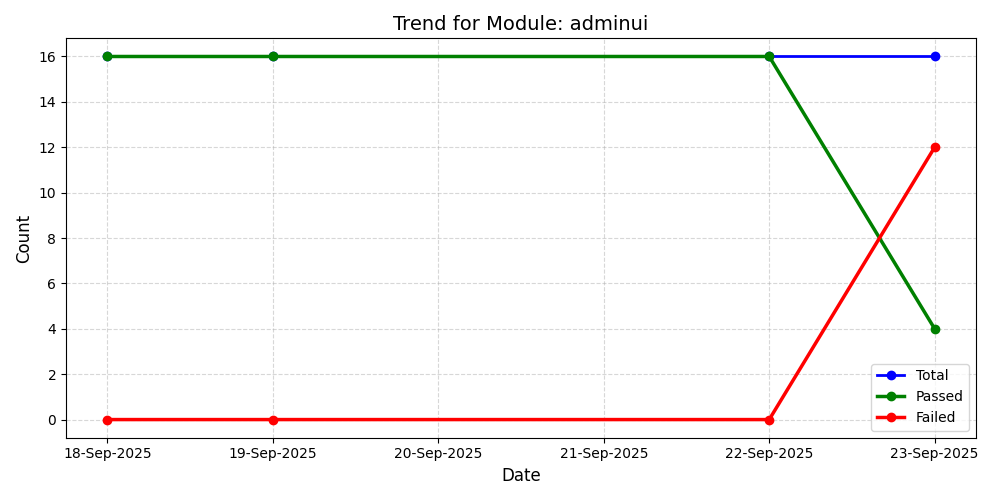 Trend for Module: adminui
Count
16
14
12
10
8
6
4
2
0
Total
Passed
Failed
18-Sep-2025 19-Sep-2025 20-Sep-2025 21-Sep-2025 22-Sep-2025 23-Sep-2025
Date